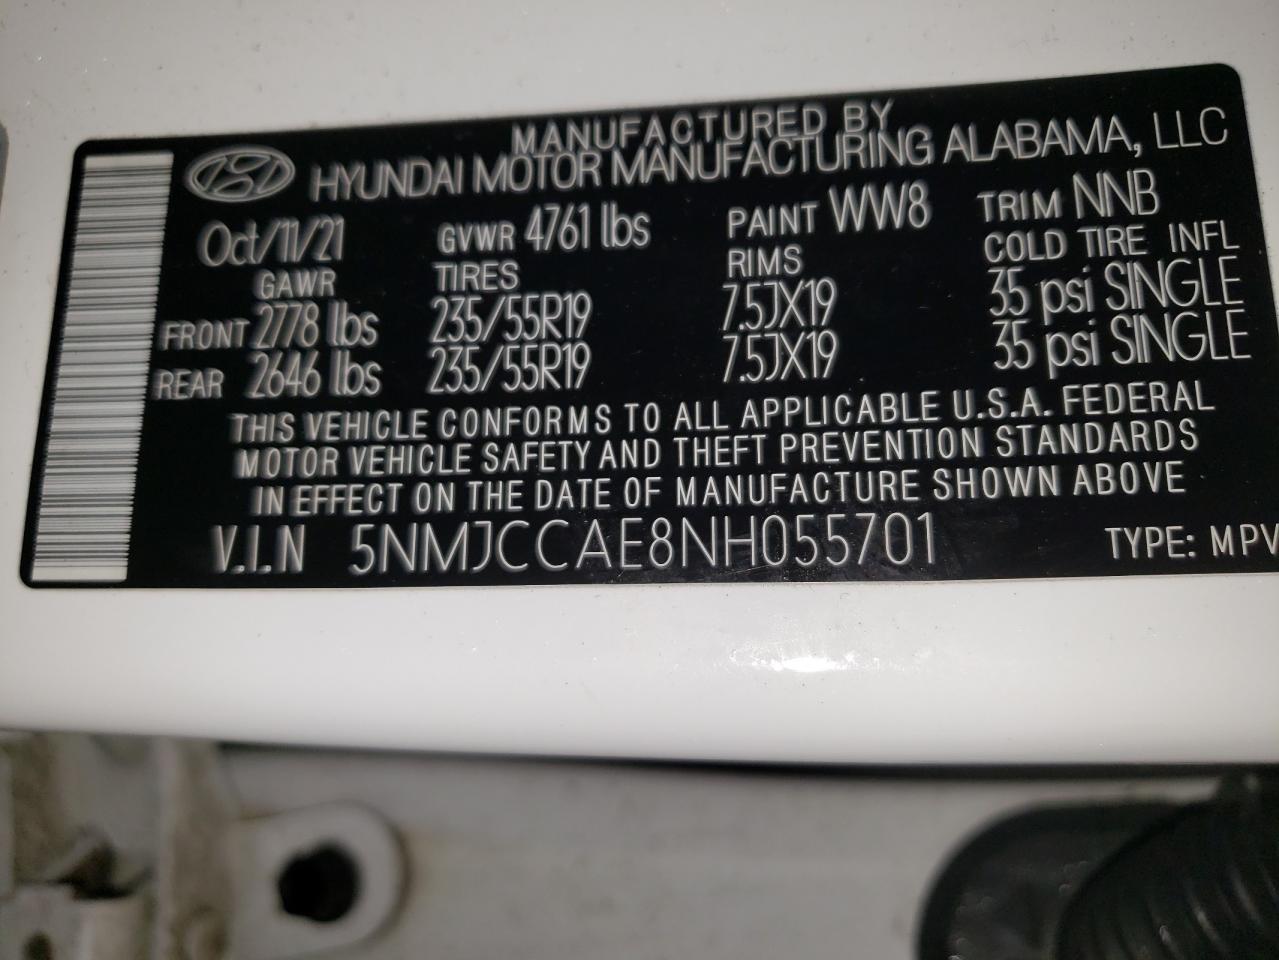 MANUFACTURED BY
HYUNDAI MOTOR MANUFACTURING ALABAMA, LLC
Oct/11/21 GVWR 4761 lbs PAINT WW8 TRIM NNB
GAWR TIRES RIMS COLD TIRE INFL
FRONT 2778 lbs 235/55R19 7.5JX19 35 psi SINGLE
REAR 2646 lbs 235/55R19 7.5JX19 35 psi SINGLE
THIS VEHICLE CONFORMS TO ALL APPLICABLE U.S.A. FEDERAL
MOTOR VEHICLE SAFETY AND THEFT PREVENTION STANDARDS
IN EFFECT ON THE DATE OF MANUFACTURE SHOWN ABOVE
V.I.N 5NMJCCAE8NH055701 TYPE: MPV